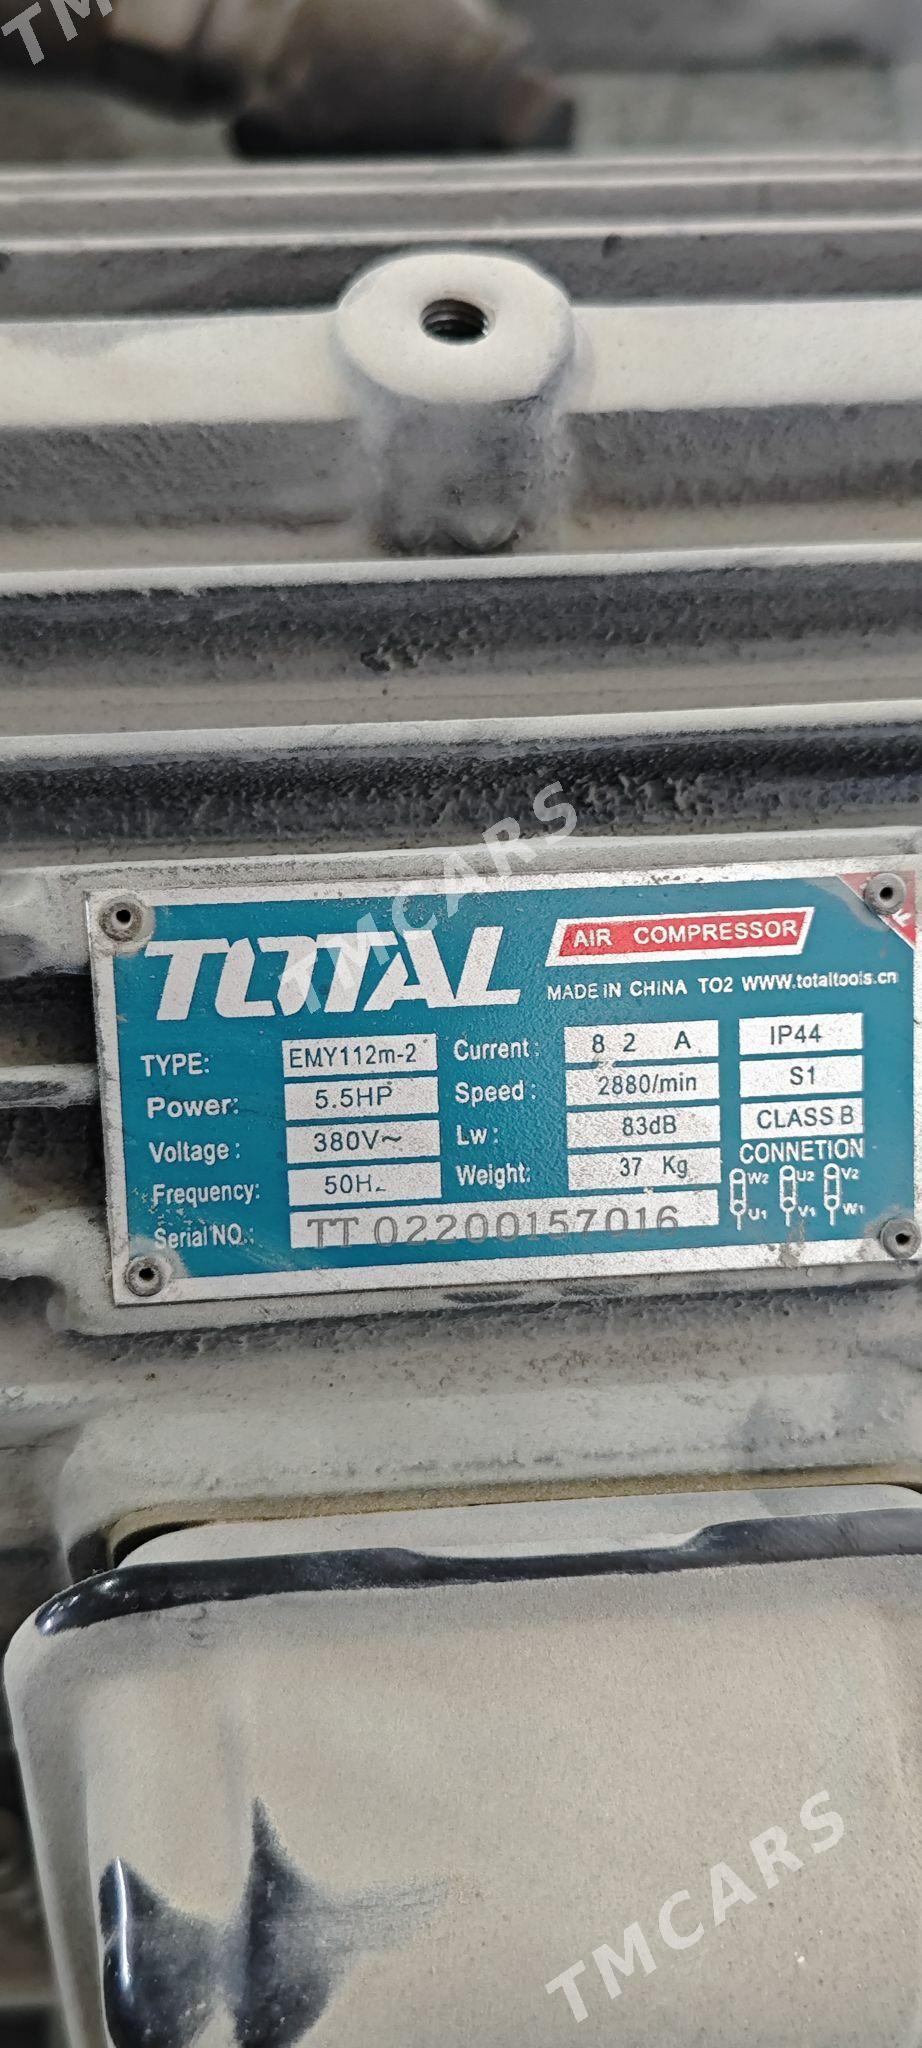 TMCARS
TOTAL
AIR COMPRESSOR
MADE IN CHINA TO2 WWW.totaltools.cn
TYPE: EMY112m-2 Current: 8 2 A IP44
Power: 5.5HP Speed: 2880/min S1
Voltage: 380V~ Lw: 83dB CLASS B
Frequency: 50Hz Weight: 37 Kg CONNETION
W2 U2 V2
U1 V1 W1
Serial NO.: TT 02200157016
TMCARS